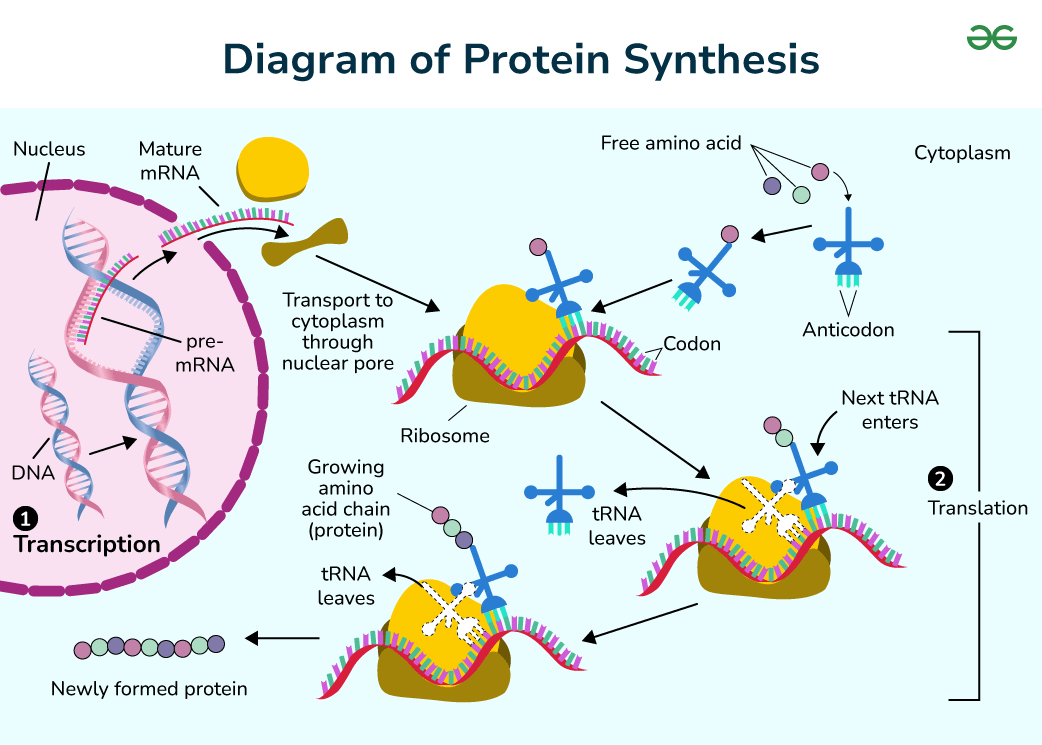 Diagram of Protein Synthesis
Nucleus
Mature
mRNA
Free amino acid
Cytoplasm
Transport to
cytoplasm
through
nuclear pore
Anticodon
pre-
mRNA
Codon
Ribosome
Next tRNA
enters
DNA
Growing
amino
acid chain
(protein)
tRNA
leaves
2
Translation
1
Transcription
tRNA
leaves
Newly formed protein